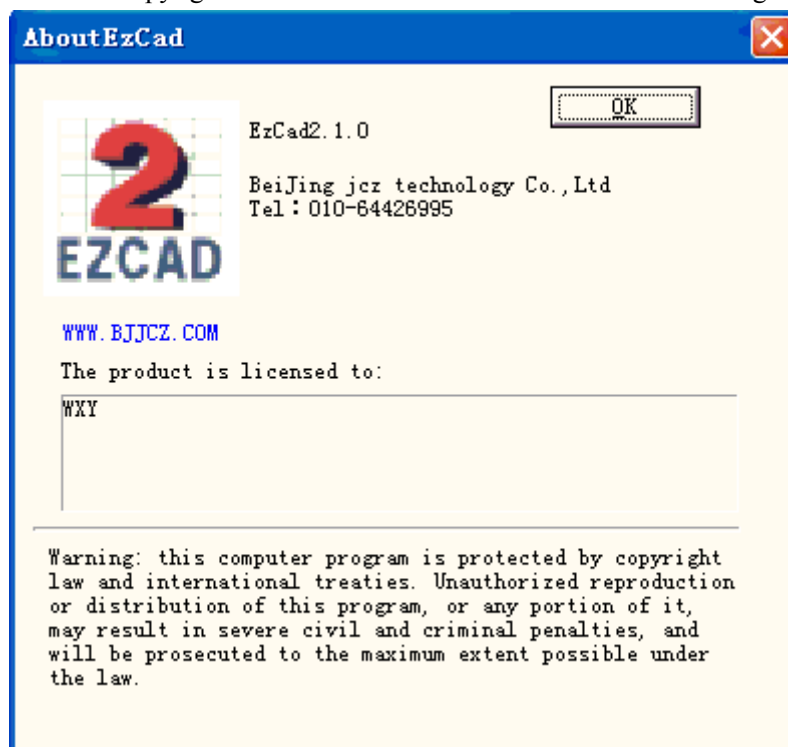 AboutEzCad
OK
EzCad2.1.0
BeiJing jcz technology Co.,Ltd
Tel：010-64426995
2
EZCAD
WWW.BJJCZ.COM
The product is licensed to:
WXY
Warning: this computer program is protected by copyright
law and international treaties. Unauthorized reproduction
or distribution of this program, or any portion of it,
may result in severe civil and criminal penalties, and
will be prosecuted to the maximum extent possible under
the law.